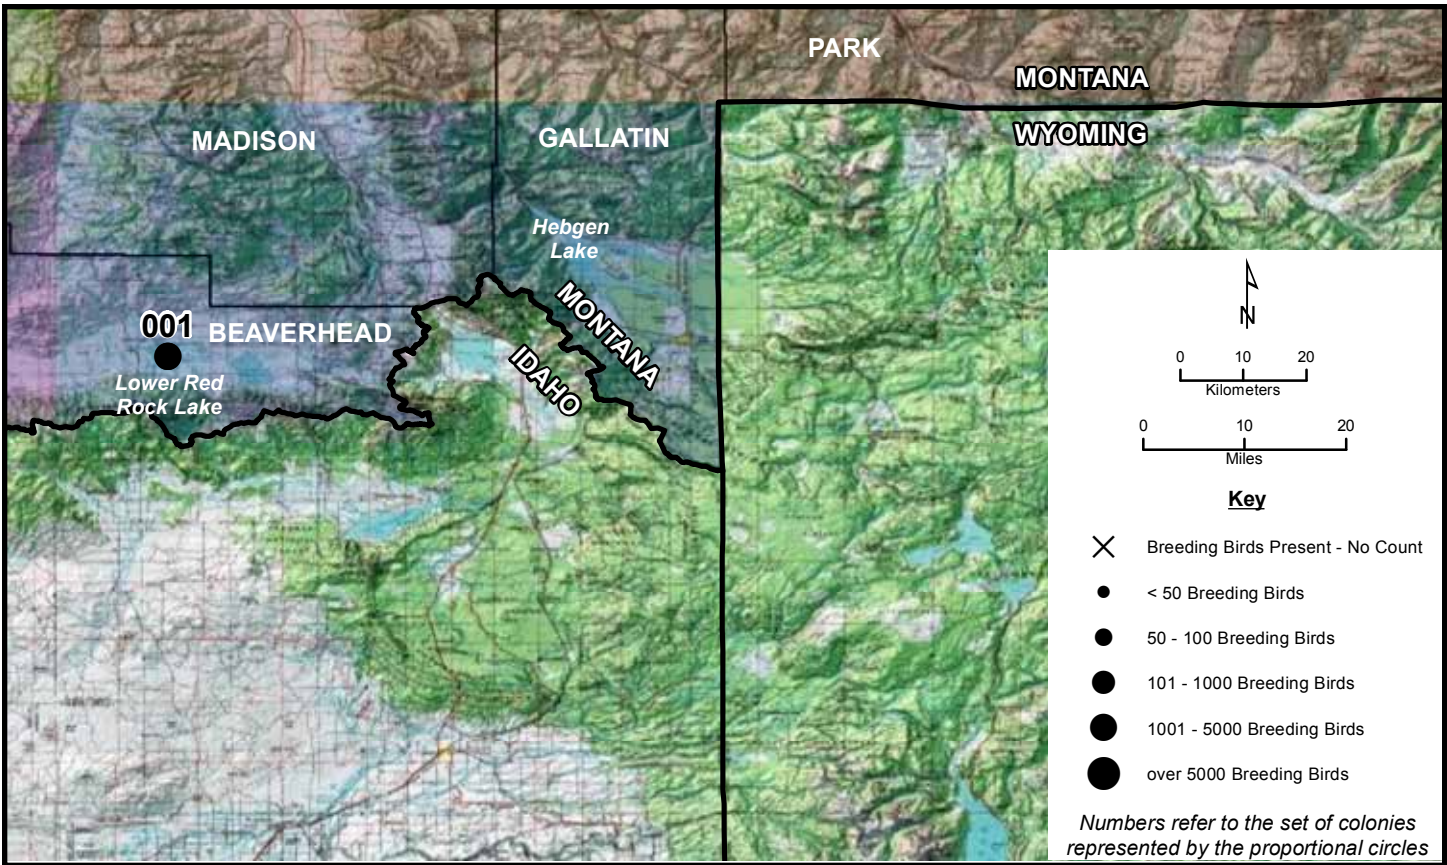 PARK
MONTANA
WYOMING
MADISON
GALLATIN
Hebgen
Lake
MONTANA
001
BEAVERHEAD
IDAHO
Lower Red
Rock Lake
N
0 10 20
Kilometers
0 10 20
Miles
Key
Breeding Birds Present - No Count
< 50 Breeding Birds
50 - 100 Breeding Birds
101 - 1000 Breeding Birds
1001 - 5000 Breeding Birds
over 5000 Breeding Birds
Numbers refer to the set of colonies
represented by the proportional circles